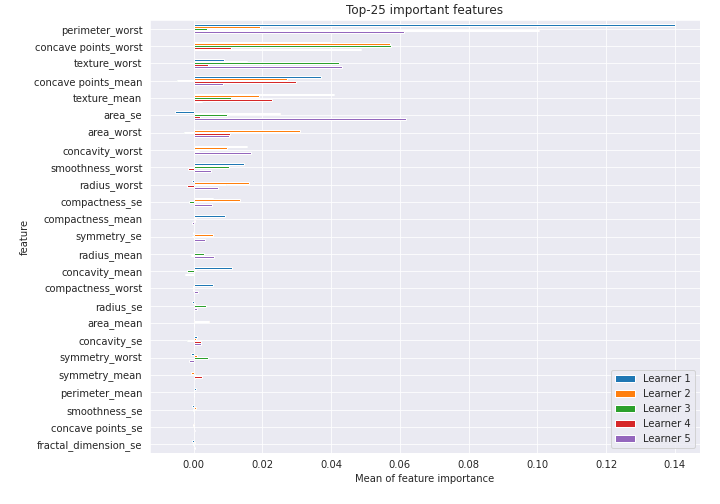 Top-25 important features
perimeter_worst
concave points_worst
texture_worst
concave points_mean
texture_mean
area_se
area_worst
concavity_worst
smoothness_worst
radius_worst
compactness_se
compactness_mean
symmetry_se
radius_mean
concavity_mean
compactness_worst
radius_se
area_mean
concavity_se
symmetry_worst
symmetry_mean
perimeter_mean
smoothness_se
concave points_se
fractal_dimension_se
feature
Learner 1
Learner 2
Learner 3
Learner 4
Learner 5
0.00 0.02 0.04 0.06 0.08 0.10 0.12 0.14
Mean of feature importance